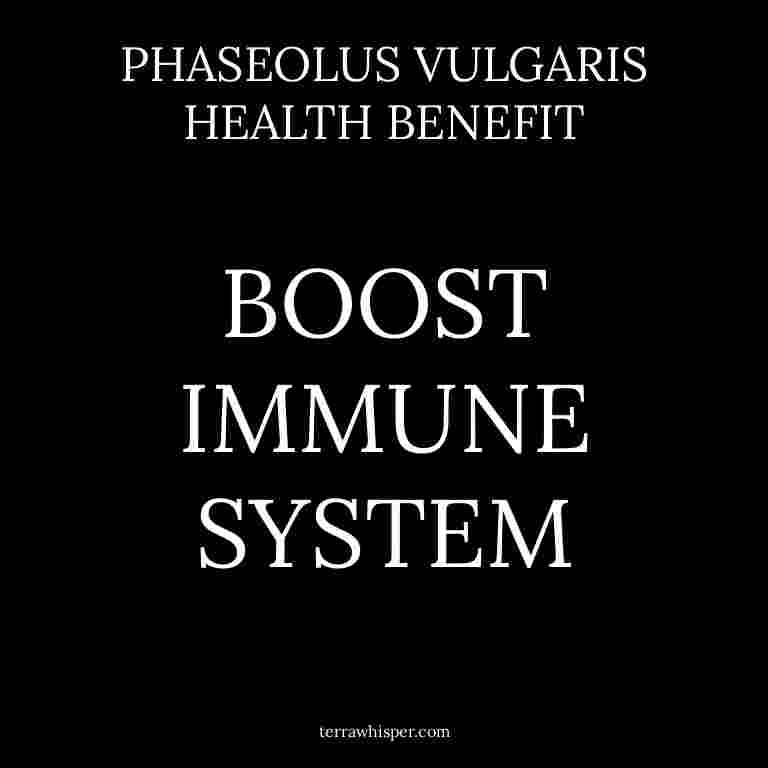 PHASEOLUS VULGARIS
HEALTH BENEFIT
BOOST
IMMUNE
SYSTEM
terrawhisper.com